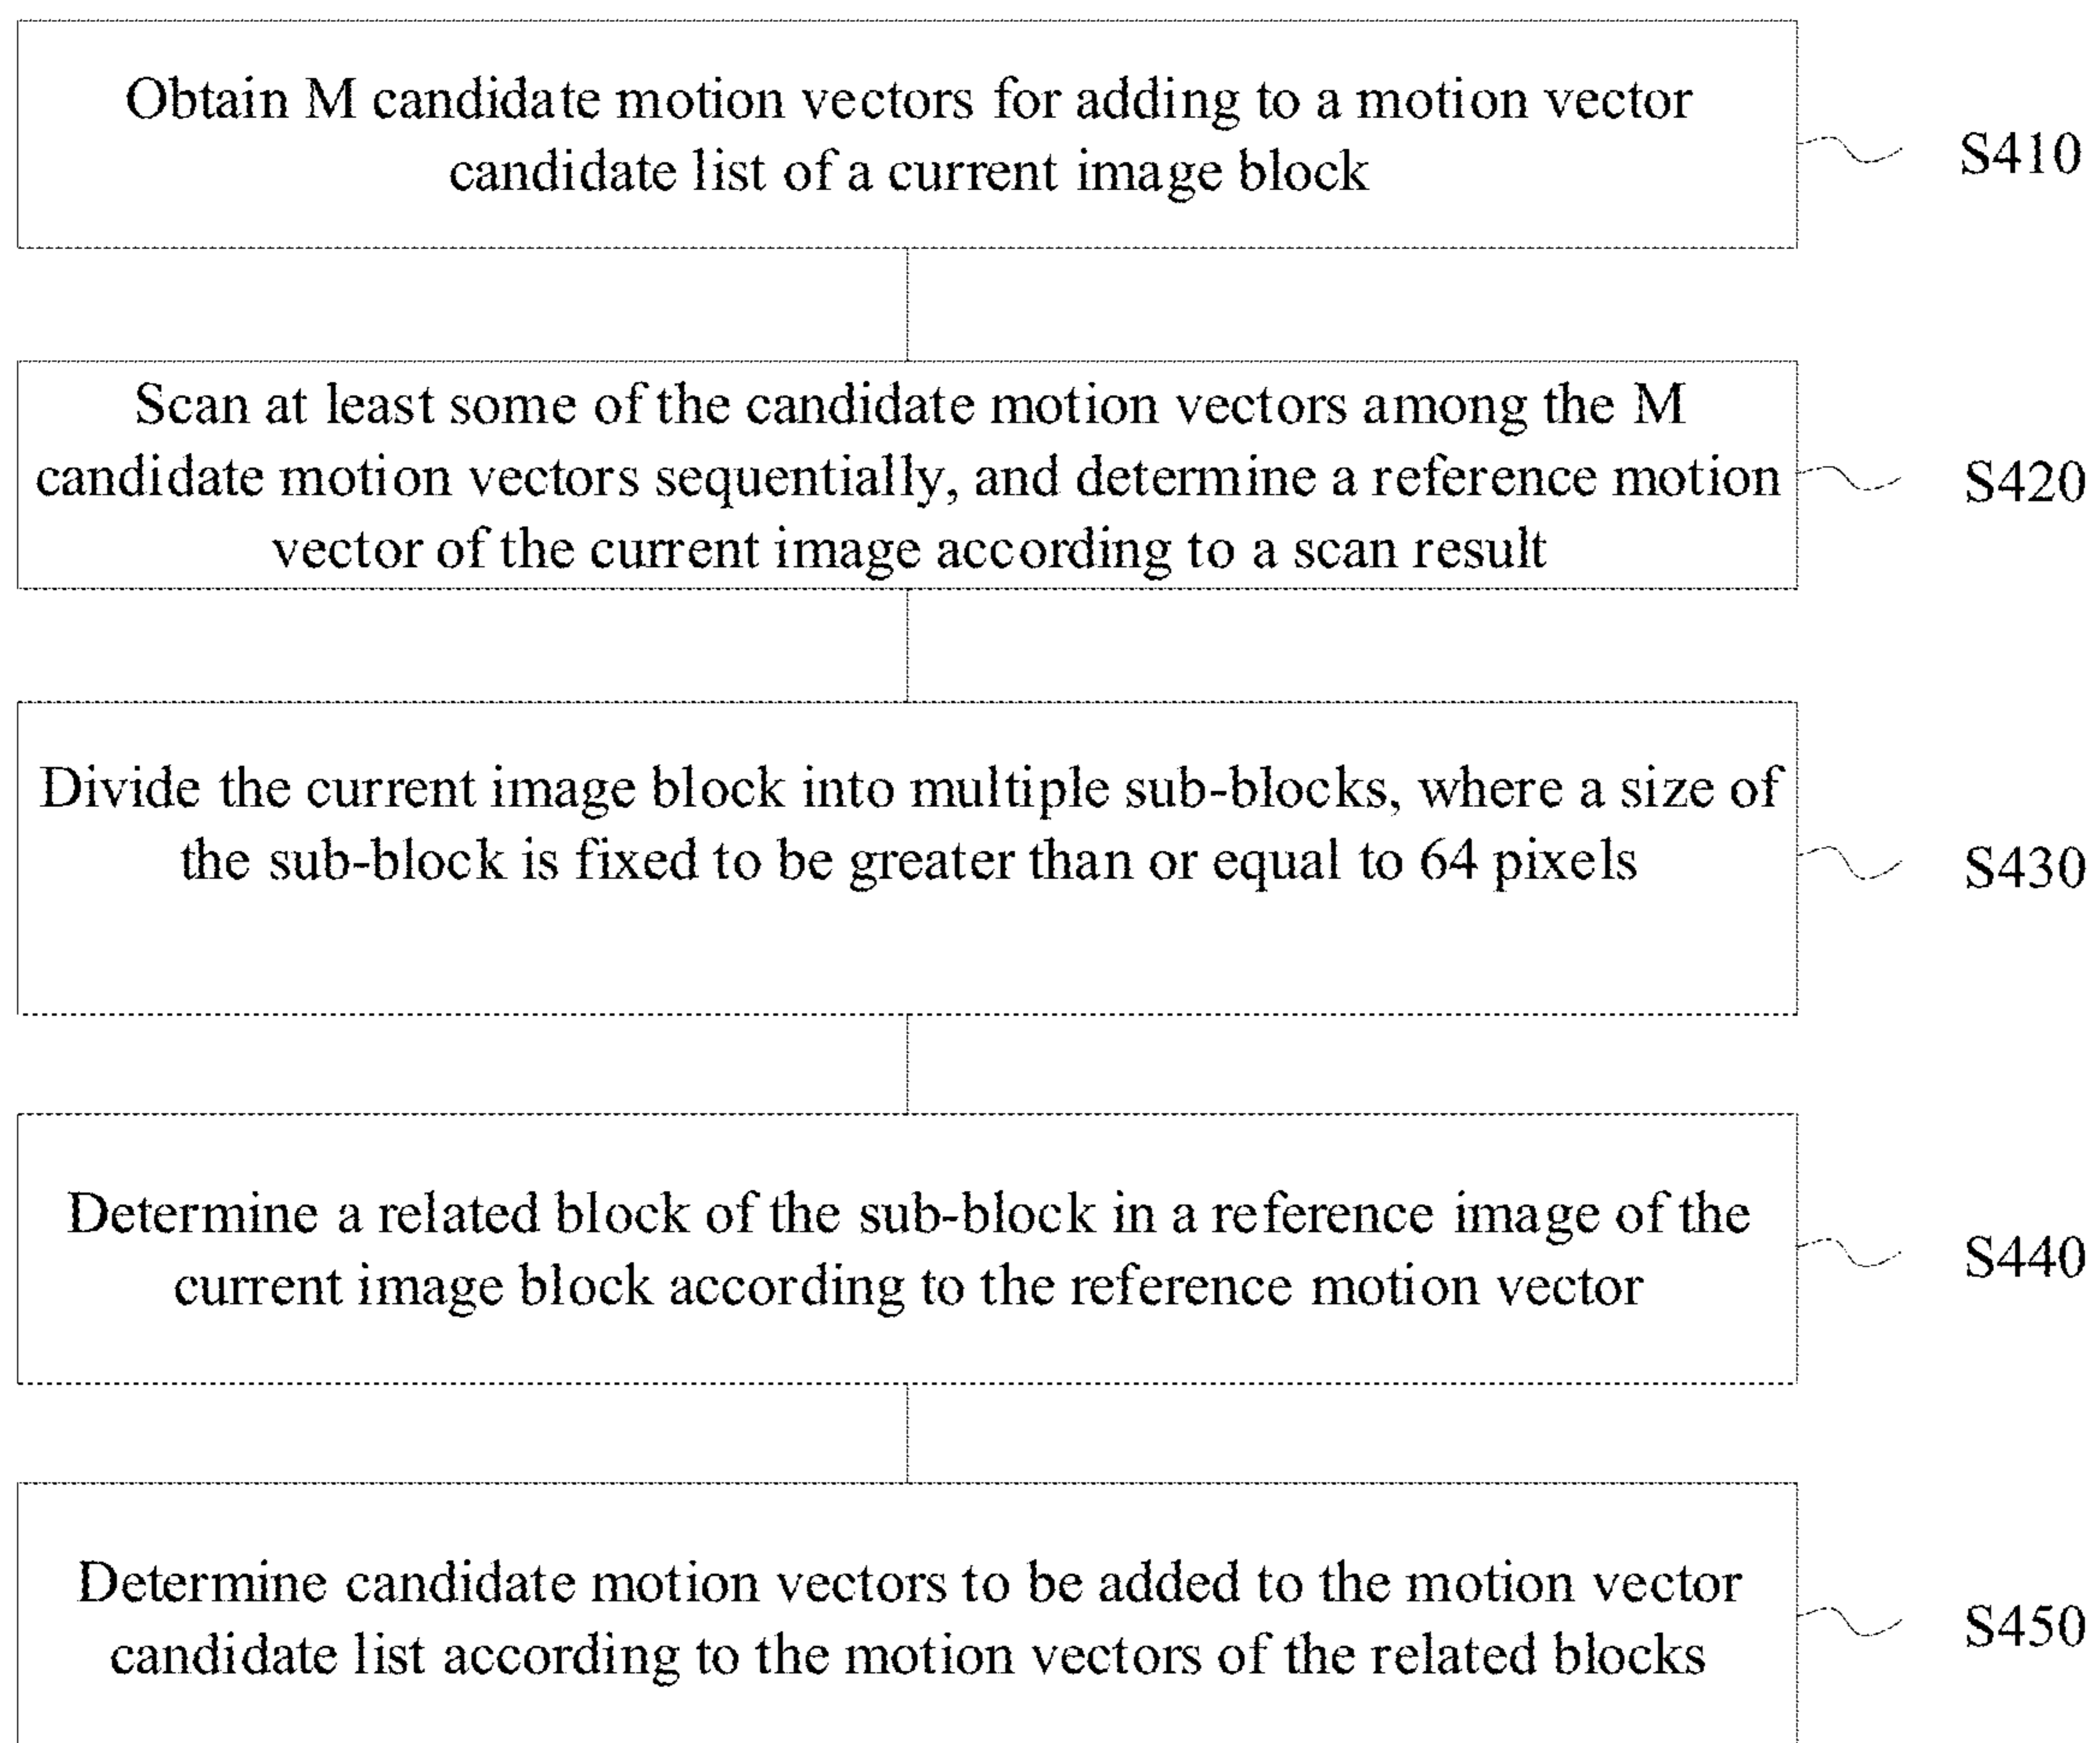 Obtain M candidate motion vectors for adding to a motion vector
candidate list of a current image block
S410
Scan at least some of the candidate motion vectors among the M
candidate motion vectors sequentially, and determine a reference motion
vector of the current image according to a scan result
S420
Divide the current image block into multiple sub-blocks, where a size of
the sub-block is fixed to be greater than or equal to 64 pixels
S430
Determine a related block of the sub-block in a reference image of the
current image block according to the reference motion vector
S440
Determine candidate motion vectors to be added to the motion vector
candidate list according to the motion vectors of the related blocks
S450